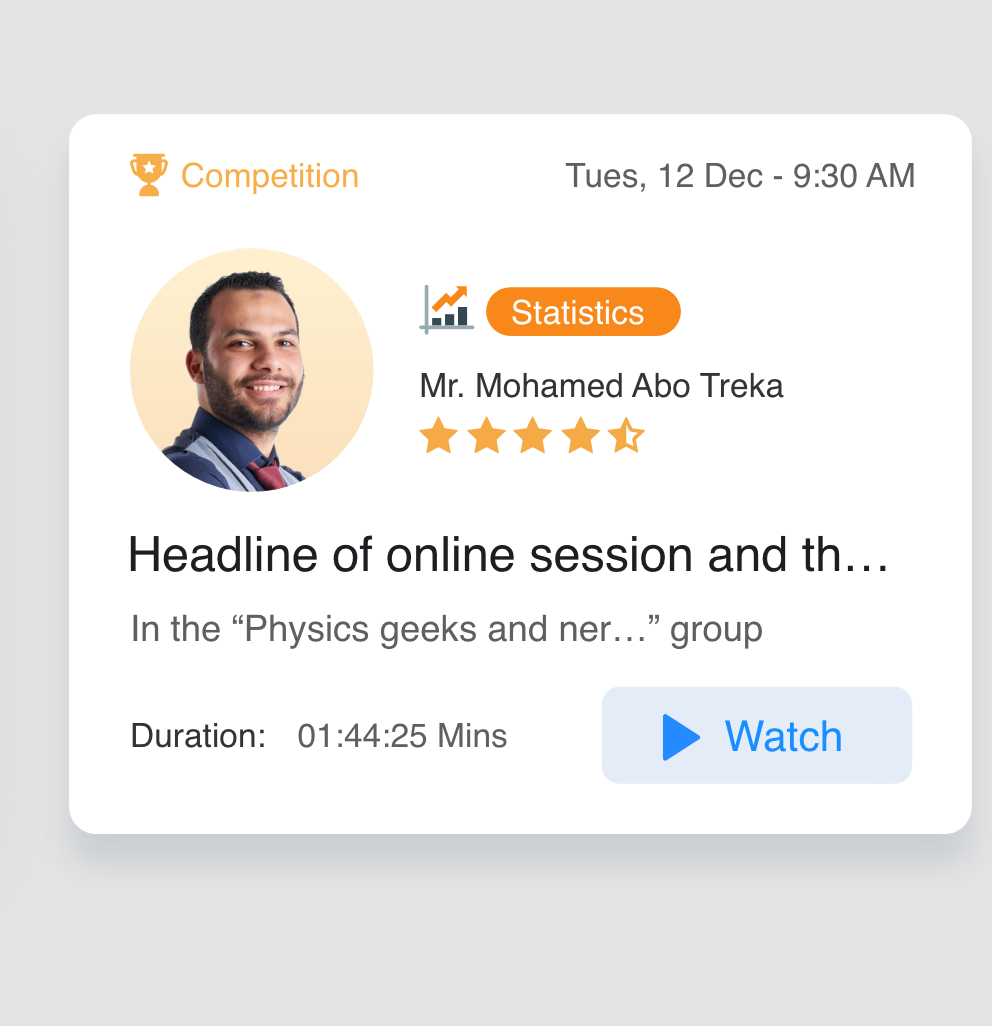 Competition
Tues, 12 Dec - 9:30 AM
Statistics
Mr. Mohamed Abo Treka
Headline of online session and th…
In the “Physics geeks and ner…” group
Duration: 01:44:25 Mins
Watch